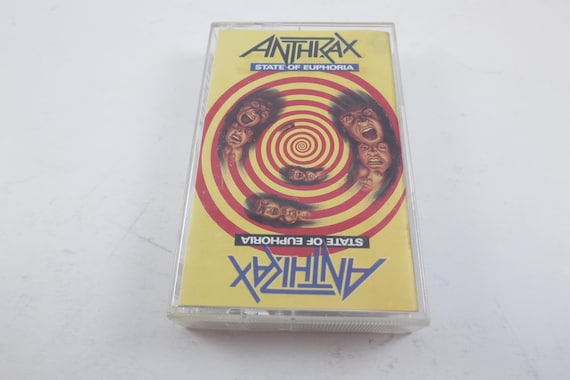 ANTHRAX
STATE OF EUPHORIA
STATE OF EUPHORIA
ANTHRAX